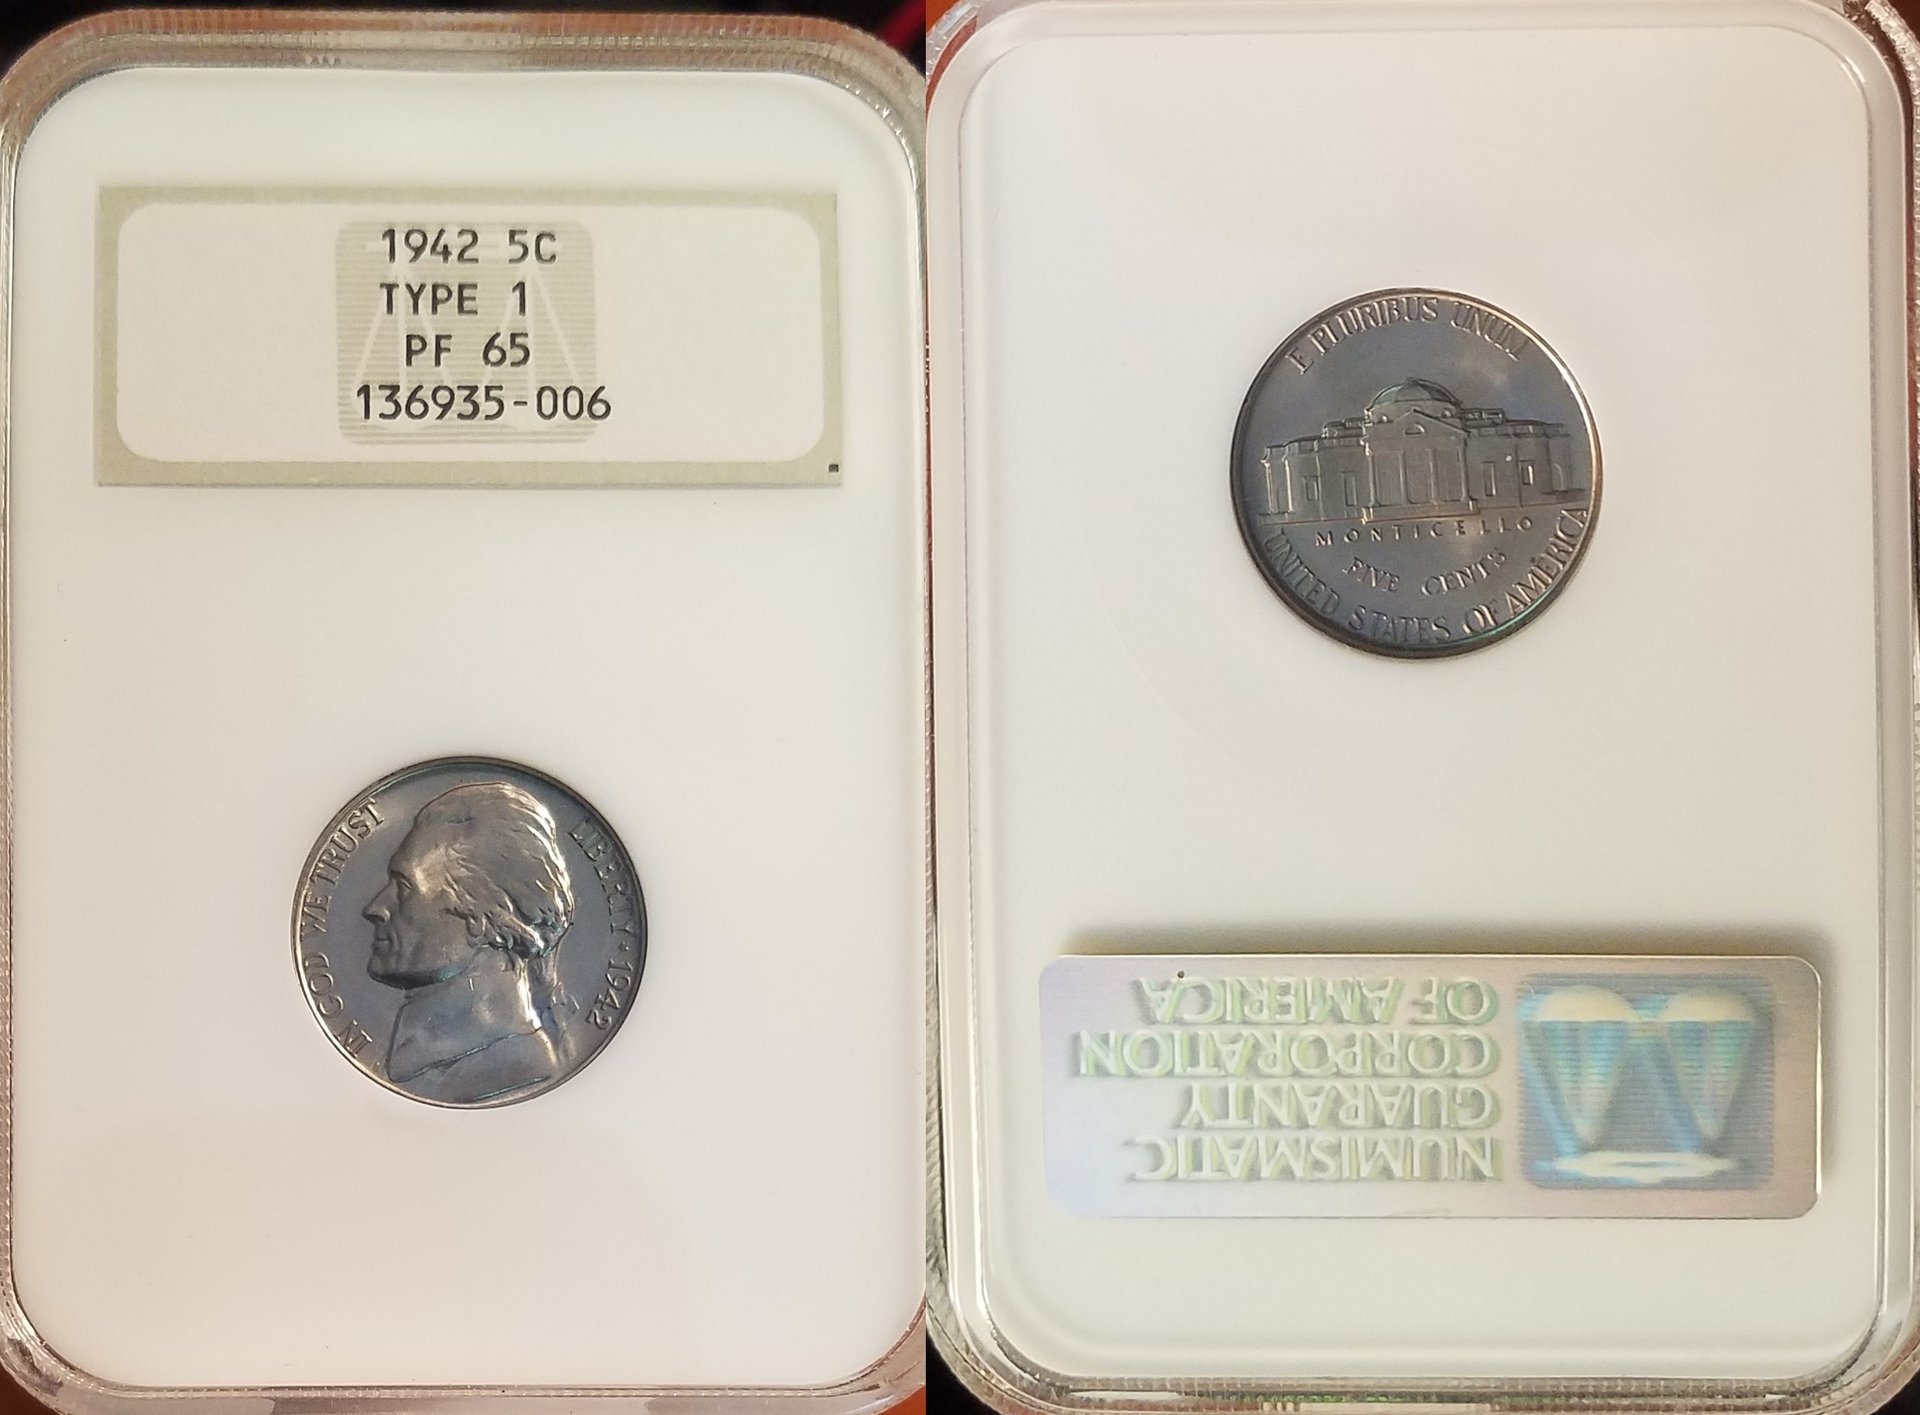 1942 5C
TYPE 1
PF 65
136935-006
IN GOD WE TRUST
LIBERTY · 1942
E PLURIBUS UNUM
MONTICELLO
FIVE CENTS
UNITED STATES OF AMERICA
NUMISMATIC
GUARANTY
CORPORATION
OF AMERICA